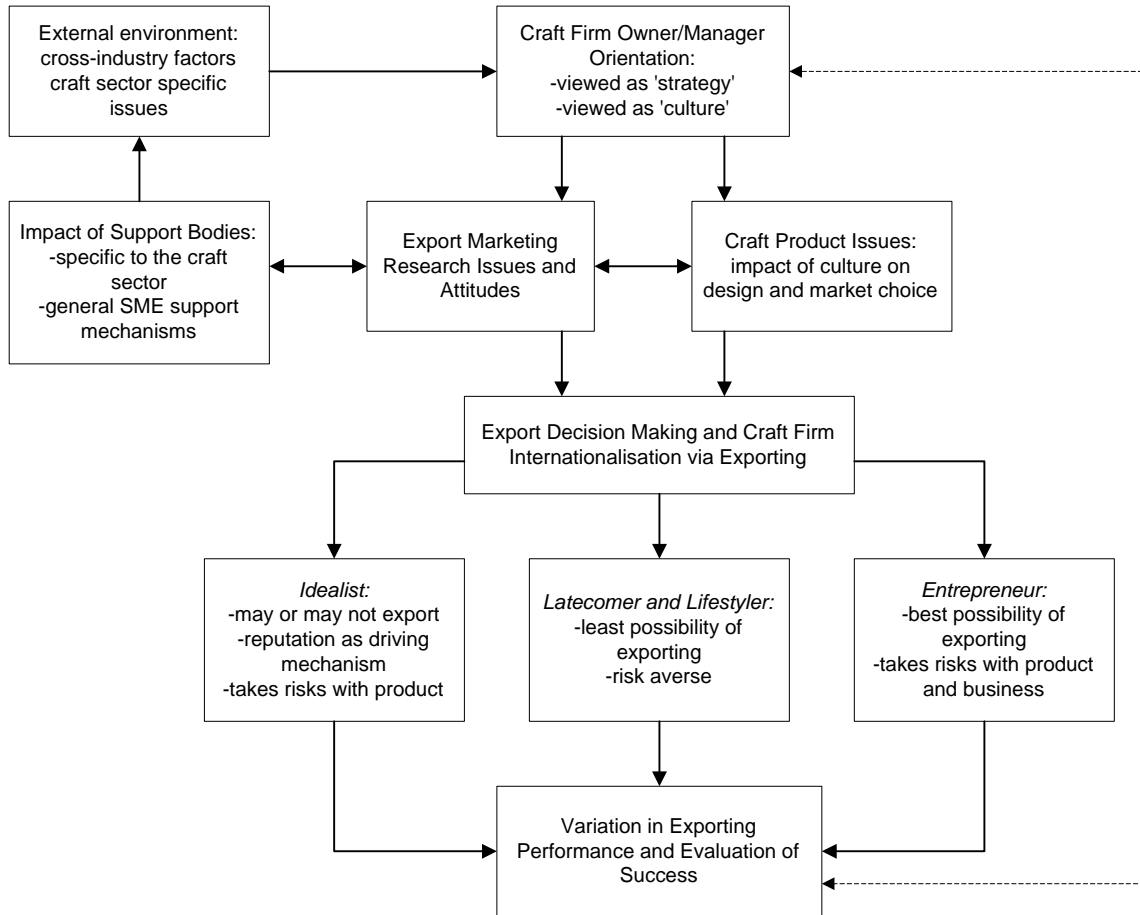 External environment:
cross-industry factors
craft sector specific
issues
Craft Firm Owner/Manager
Orientation:
-viewed as 'strategy'
-viewed as 'culture'
Impact of Support Bodies:
-specific to the craft
sector
-general SME support
mechanisms
Export Marketing
Research Issues and
Attitudes
Craft Product Issues:
impact of culture on
design and market choice
Export Decision Making and Craft Firm
Internationalisation via Exporting
Idealist:
-may or may not export
-reputation as driving
mechanism
-takes risks with product
Latecomer and Lifestyler:
-least possibility of
exporting
-risk averse
Entrepreneur:
-best possibility of
exporting
-takes risks with product
and business
Variation in Exporting
Performance and Evaluation of
Success